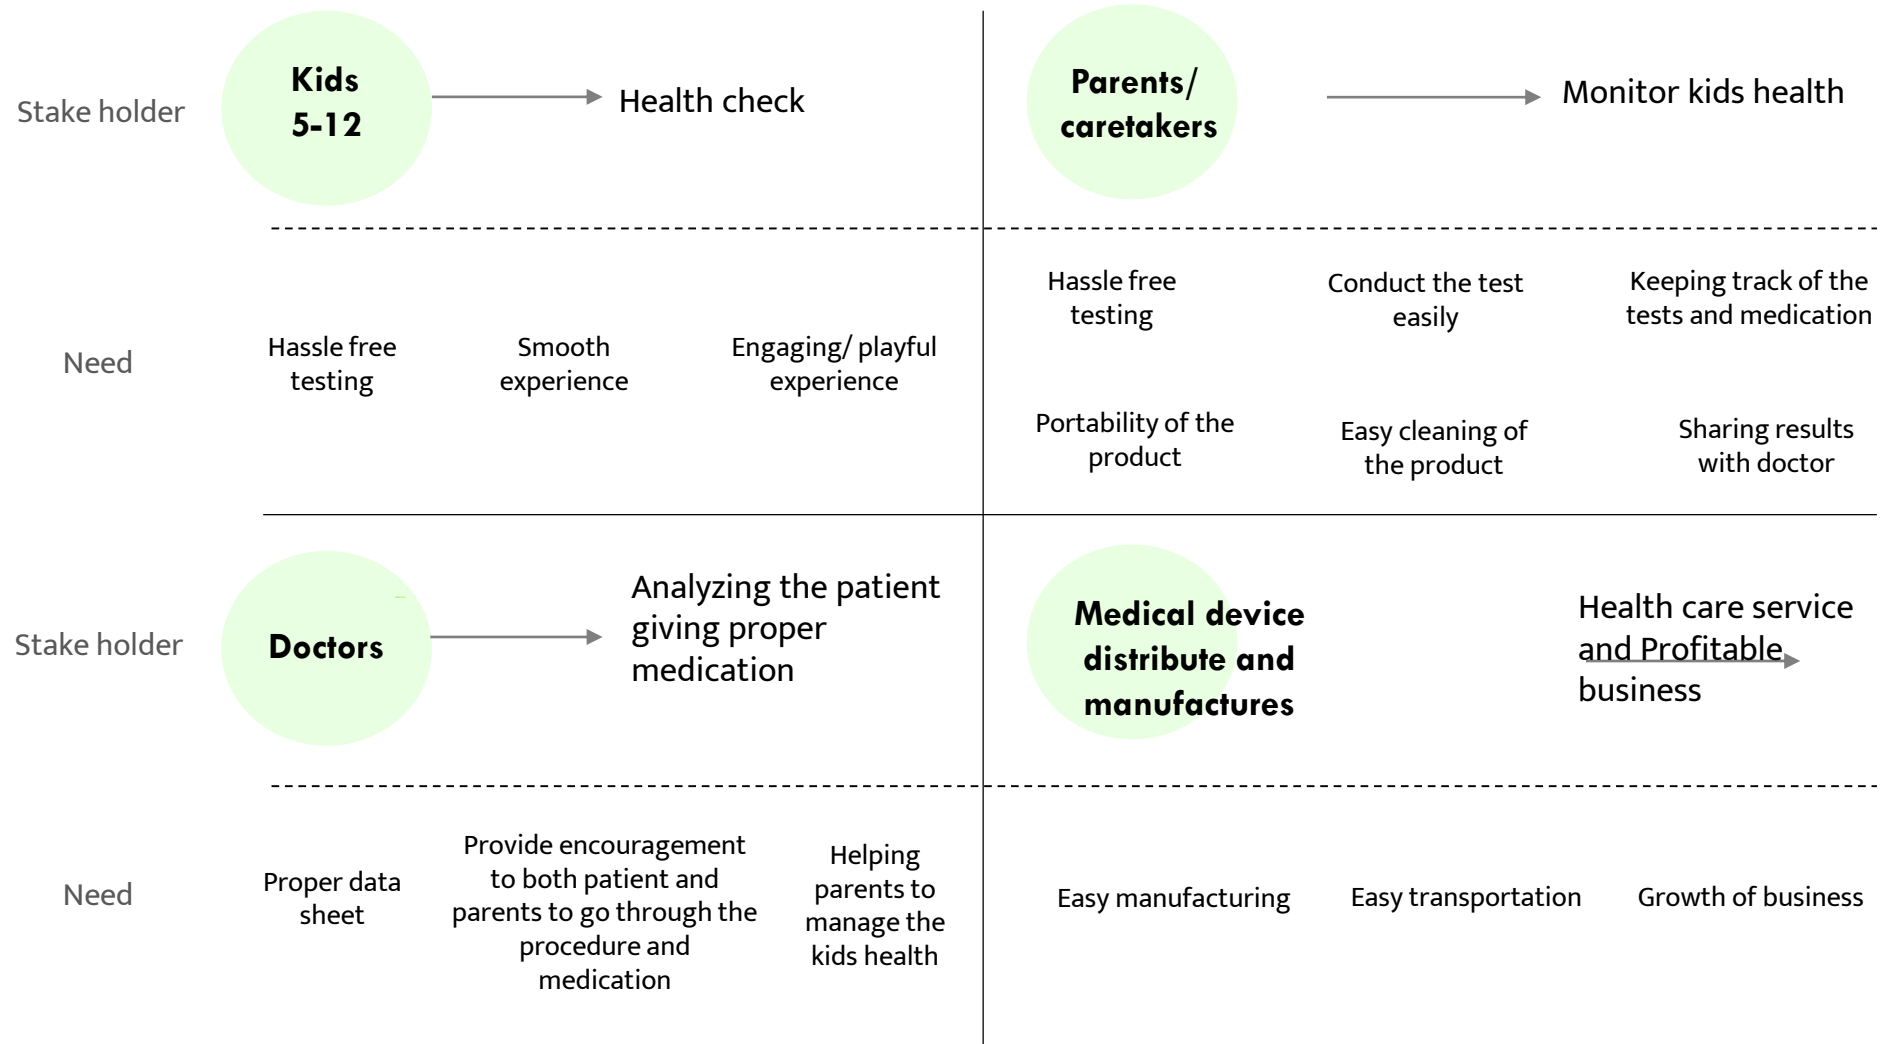 Stake holder
Kids
5-12
Health check
Parents/
caretakers
Monitor kids health
Need
Hassle free
testing
Smooth
experience
Engaging/ playful
experience
Hassle free
testing
Conduct the test
easily
Keeping track of the
tests and medication
Portability of the
product
Easy cleaning of
the product
Sharing results
with doctor
Stake holder
Doctors
Analyzing the patient
giving proper
medication
Medical device
distribute and
manufactures
Health care service
and Profitable
business
Need
Proper data
sheet
Provide encouragement
to both patient and
parents to go through the
procedure and
medication
Helping
parents to
manage the
kids health
Easy manufacturing
Easy transportation
Growth of business